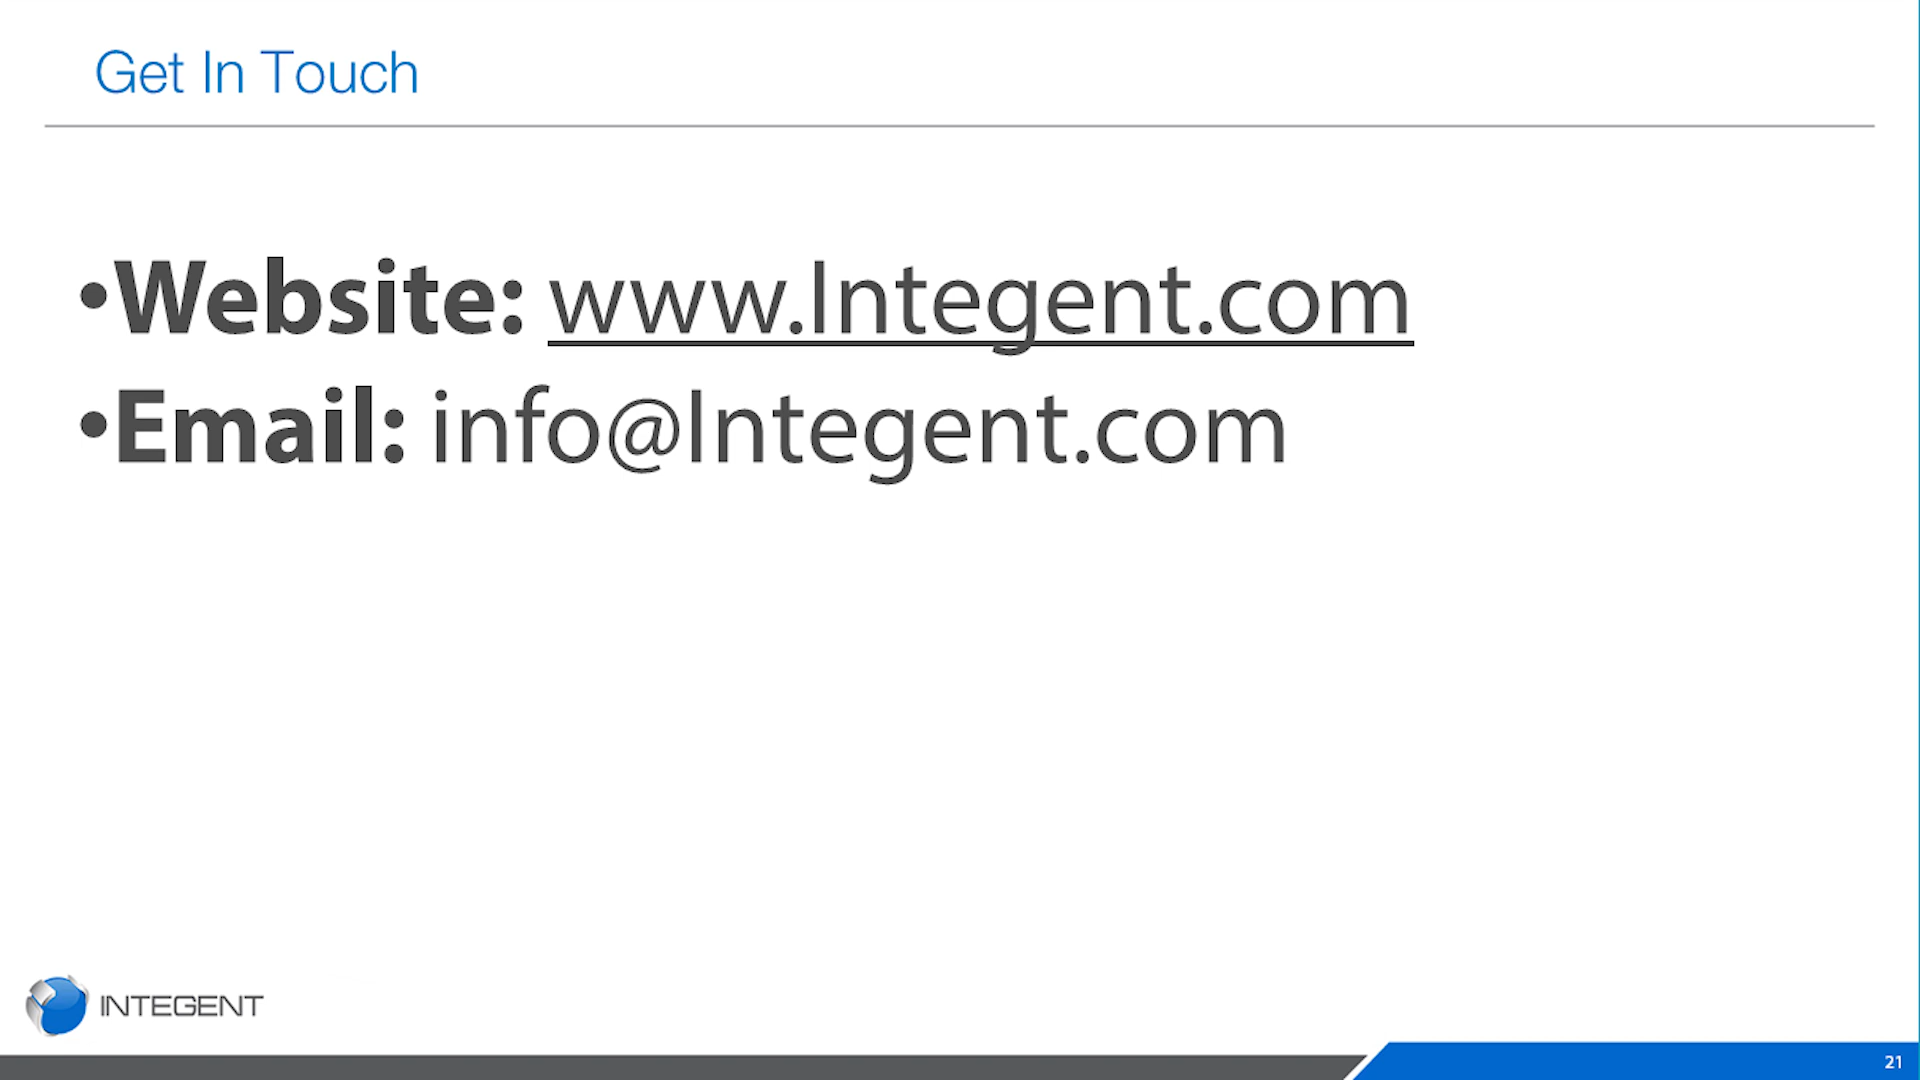 Get In Touch
•Website: www.Integent.com
•Email: info@Integent.com
INTEGENT
21